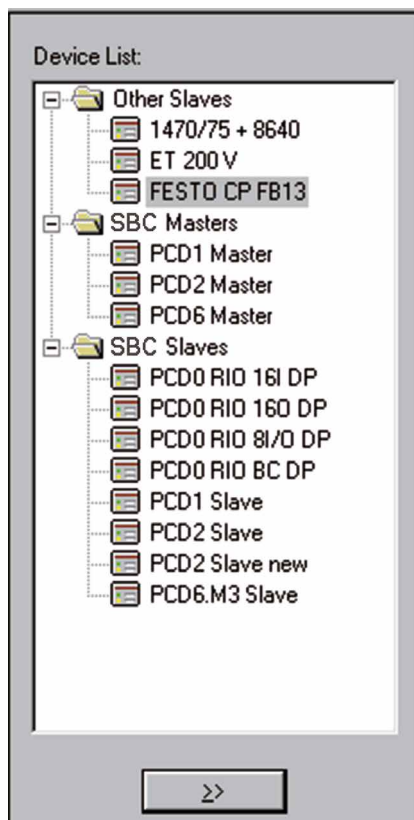 Device List:
Other Slaves
1470/75 + 8640
ET 200 V
FESTO CP FB13
SBC Masters
PCD1 Master
PCD2 Master
PCD6 Master
SBC Slaves
PCD0 RIO 16I DP
PCD0 RIO 16O DP
PCD0 RIO 8I/O DP
PCD0 RIO BC DP
PCD1 Slave
PCD2 Slave
PCD2 Slave new
PCD6.M3 Slave
>>